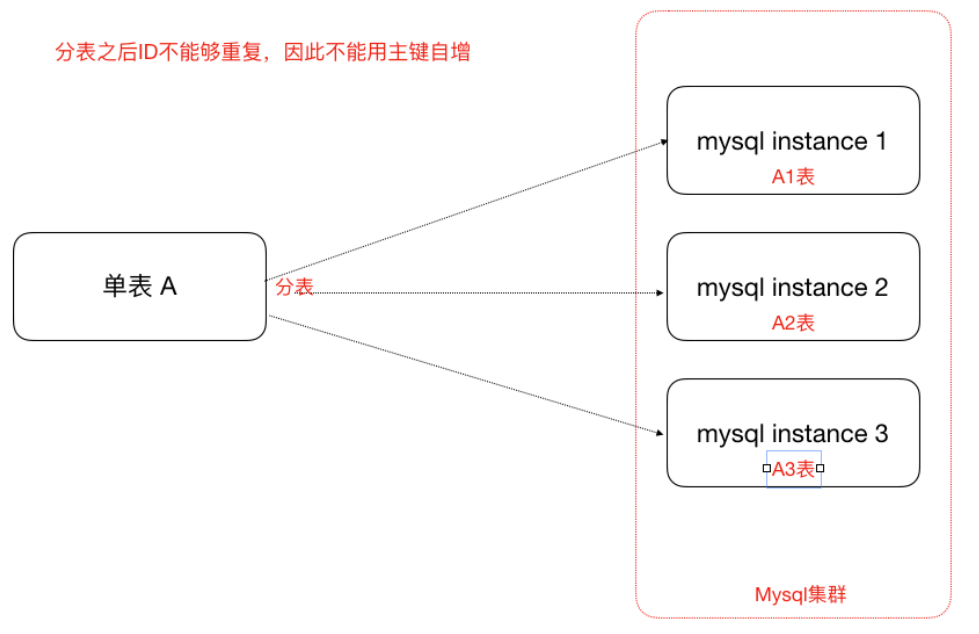 分表之后ID不能够重复，因此不能用主键自增
mysql instance 1
A1表
单表 A
分表
mysql instance 2
A2表
mysql instance 3
A3表
Mysql集群